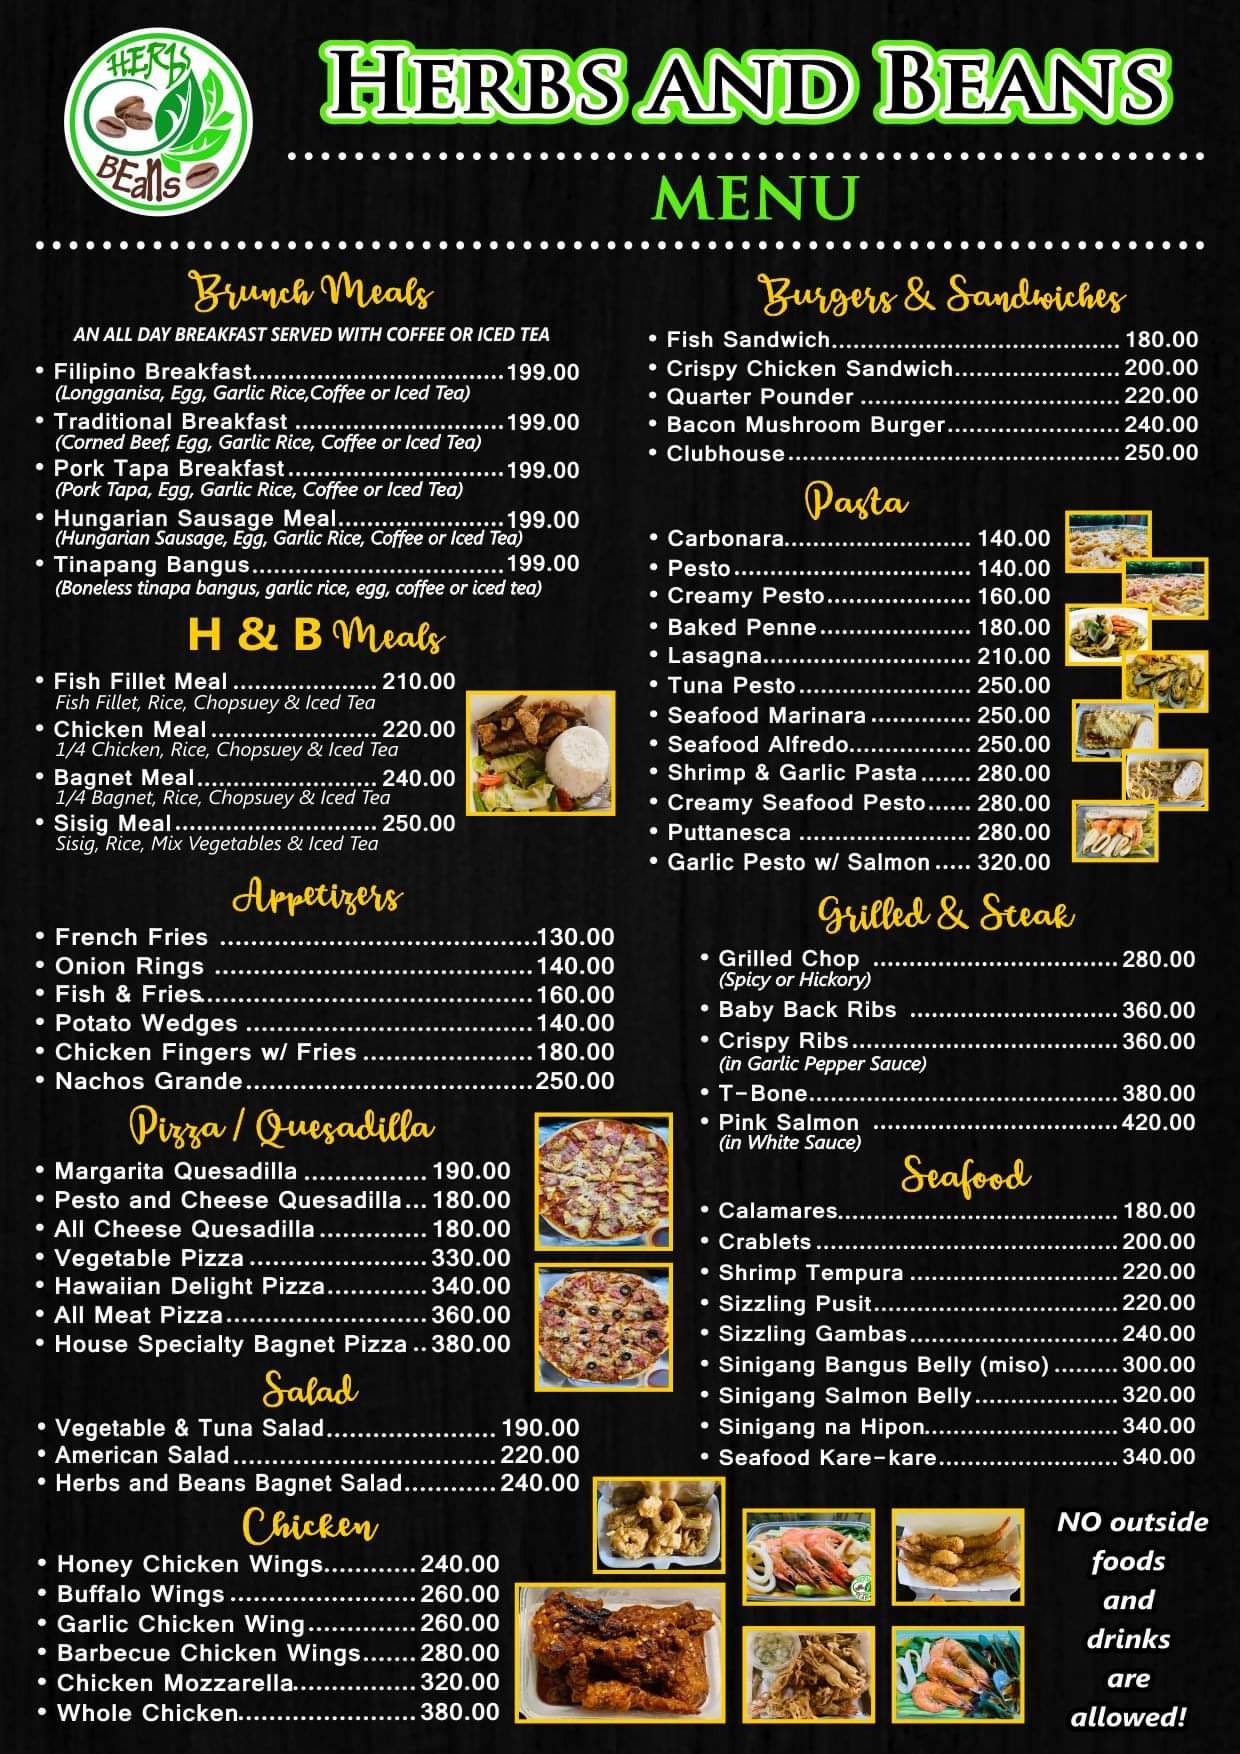 HERBS
BEans
HERBS AND BEANS
MENU
Brunch Meals
AN ALL DAY BREAKFAST SERVED WITH COFFEE OR ICED TEA
• Filipino Breakfast.................................199.00
(Longganisa, Egg, Garlic Rice,Coffee or Iced Tea)
• Traditional Breakfast ...........................199.00
(Corned Beef, Egg, Garlic Rice, Coffee or Iced Tea)
• Pork Tapa Breakfast............................199.00
(Pork Tapa, Egg, Garlic Rice, Coffee or Iced Tea)
• Hungarian Sausage Meal......................199.00
(Hungarian Sausage, Egg, Garlic Rice, Coffee or Iced Tea)
• Tinapang Bangus.................................199.00
(Boneless tinapa bangus, garlic rice, egg, coffee or iced tea)
H & B Meals
• Fish Fillet Meal ................... 210.00
Fish Fillet, Rice, Chopsuey & Iced Tea
• Chicken Meal ...................... 220.00
1/4 Chicken, Rice, Chopsuey & Iced Tea
• Bagnet Meal........................ 240.00
1/4 Bagnet, Rice, Chopsuey & Iced Tea
• Sisig Meal........................... 250.00
Sisig, Rice, Mix Vegetables & Iced Tea
Appetizers
• French Fries .........................................130.00
• Onion Rings .........................................140.00
• Fish & Fries...........................................160.00
• Potato Wedges .....................................140.00
• Chicken Fingers w/ Fries ......................180.00
• Nachos Grande.....................................250.00
Pizza / Quesadilla
• Margarita Quesadilla ................ 190.00
• Pesto and Cheese Quesadilla... 180.00
• All Cheese Quesadilla.............. 180.00
• Vegetable Pizza ....................... 330.00
• Hawaiian Delight Pizza............. 340.00
• All Meat Pizza.......................... 360.00
• House Specialty Bagnet Pizza .. 380.00
Salad
• Vegetable & Tuna Salad...................... 190.00
• American Salad.................................. 220.00
• Herbs and Beans Bagnet Salad............ 240.00
Chicken
• Honey Chicken Wings............ 240.00
• Buffalo Wings ........................ 260.00
• Garlic Chicken Wing.............. 260.00
• Barbecue Chicken Wings....... 280.00
• Chicken Mozzarella................ 320.00
• Whole Chicken....................... 380.00
Burgers & Sandwiches
• Fish Sandwich....................................... 180.00
• Crispy Chicken Sandwich...................... 200.00
• Quarter Pounder ................................... 220.00
• Bacon Mushroom Burger....................... 240.00
• Clubhouse............................................. 250.00
Pasta
• Carbonara......................... 140.00
• Pesto................................ 140.00
• Creamy Pesto................... 160.00
• Baked Penne.................... 180.00
• Lasagna............................ 210.00
• Tuna Pesto....................... 250.00
• Seafood Marinara.............. 250.00
• Seafood Alfredo................ 250.00
• Shrimp & Garlic Pasta....... 280.00
• Creamy Seafood Pesto...... 280.00
• Puttanesca ....................... 280.00
• Garlic Pesto w/ Salmon..... 320.00
Grilled & Steak
• Grilled Chop .................................. 280.00
(Spicy or Hickory)
• Baby Back Ribs ............................. 360.00
• Crispy Ribs..................................... 360.00
(in Garlic Pepper Sauce)
• T-Bone........................................... 380.00
• Pink Salmon .................................. 420.00
(in White Sauce)
Seafood
• Calamares....................................... 180.00
• Crablets.......................................... 200.00
• Shrimp Tempura ............................. 220.00
• Sizzling Pusit.................................. 220.00
• Sizzling Gambas............................. 240.00
• Sinigang Bangus Belly (miso)......... 300.00
• Sinigang Salmon Belly.................... 320.00
• Sinigang na Hipon........................... 340.00
• Seafood Kare-kare......................... 340.00
NO outside
foods
and
drinks
are
allowed!